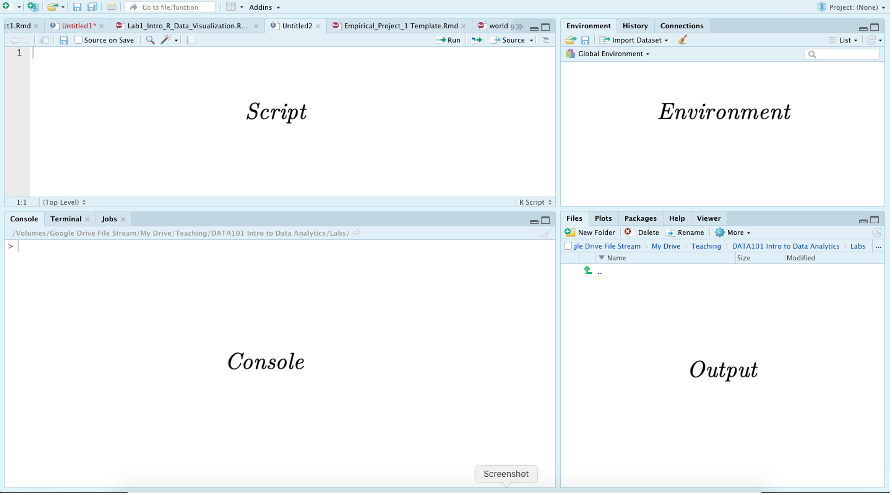 Go to file/function Addins Project: (None)
t1.Rmd Untitled1* Lab1_Intro_R_Data_Visualization.R... Untitled2 Empirical_Project_1 Template.Rmd world g
Source on Save Run Source
1
Script
1:1 (Top Level) R Script
Environment History Connections
Import Dataset List
Global Environment
Environment
Console Terminal Jobs
/Volumes/Google Drive File Stream/My Drive/Teaching/DATA101 Intro to Data Analytics/Labs/
>
Console
Files Plots Packages Help Viewer
New Folder Delete Rename More
gle Drive File Stream My Drive Teaching DATA101 Intro to Data Analytics Labs ...
Name Size Modified
..
Output
Screenshot